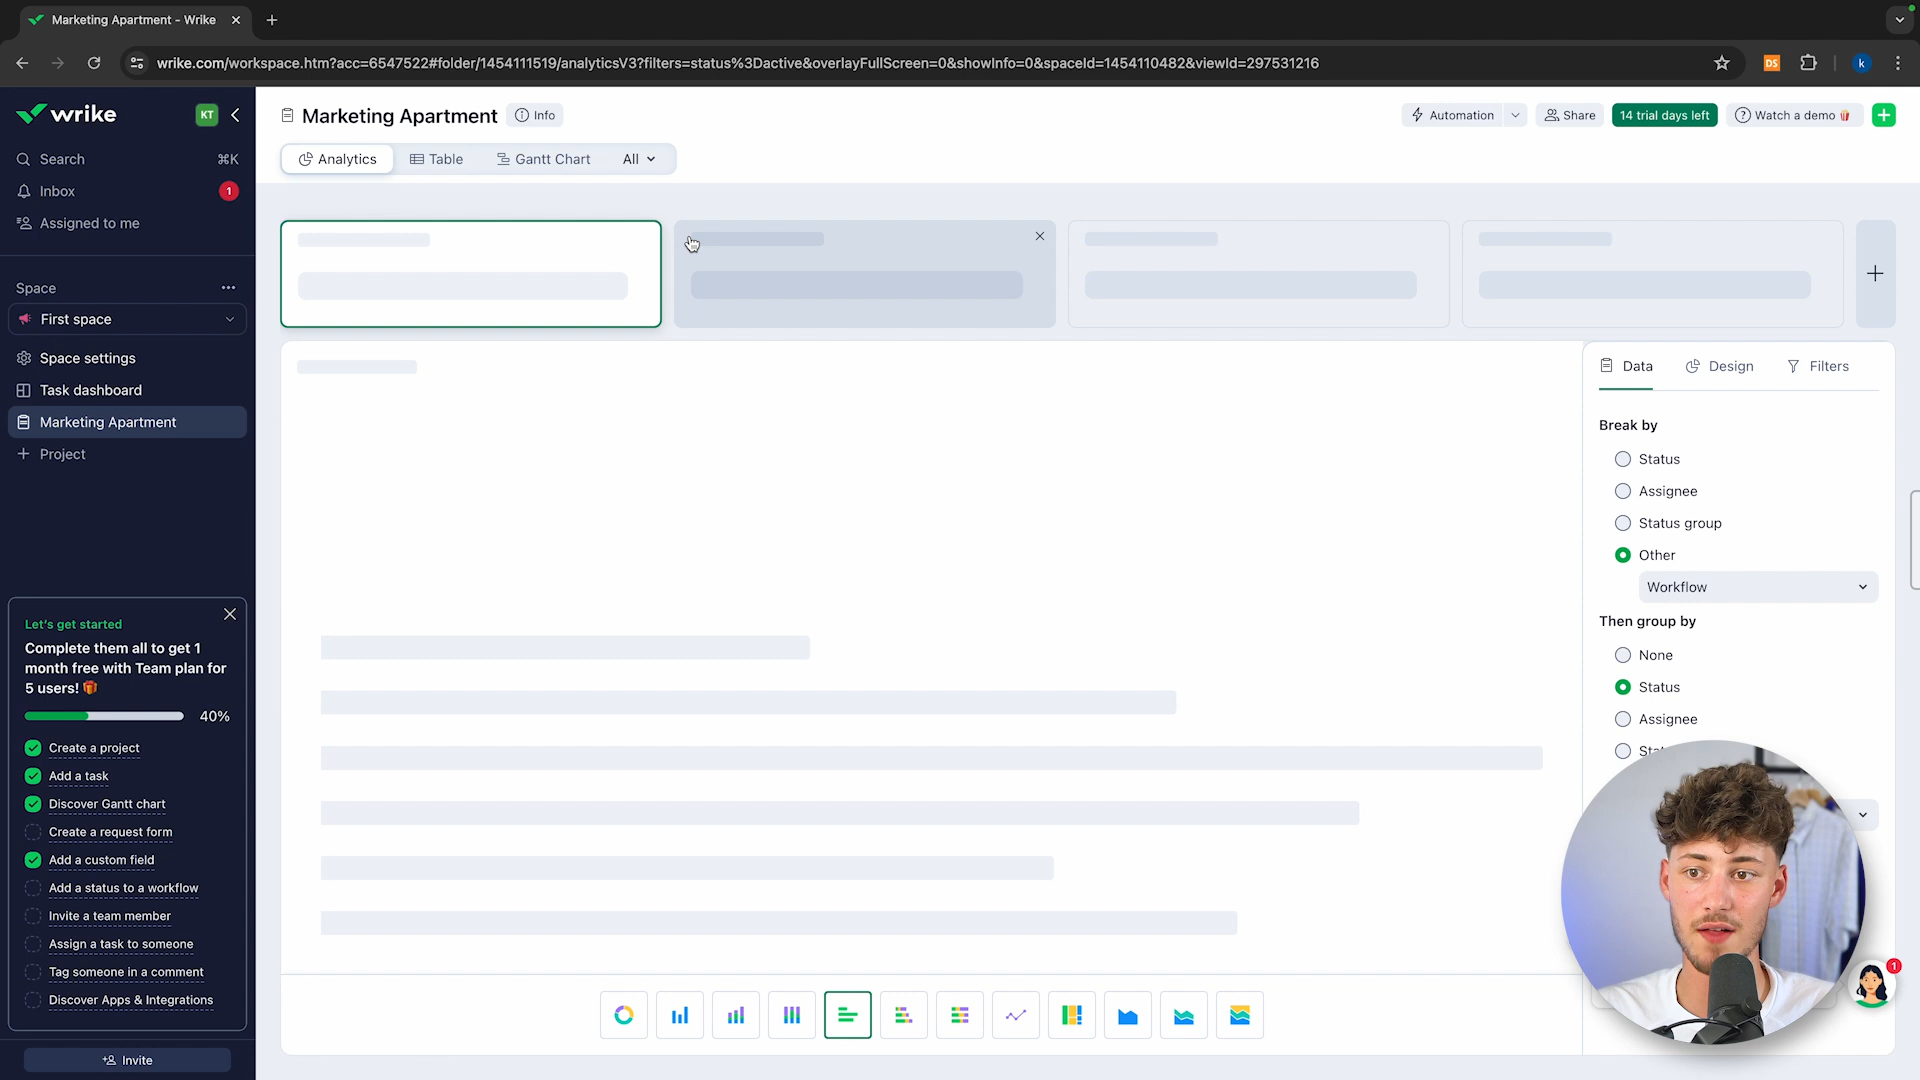 Marketing Apartment - Wrike
wrike.com/workspace.htm?acc=6547522#folder/1454111519/analyticsV3?filters=status%3Dactive&overlayFullScreen=0&showInfo=0&spaceId=1454110482&viewId=297531216
DS
k
wrike
KT
Marketing Apartment
Info
Automation
Share
14 trial days left
Watch a demo
Search
⌘K
Analytics
Table
Gantt Chart
All
Inbox
1
Assigned to me
Space
First space
Space settings
Task dashboard
Marketing Apartment
Project
Data
Design
Filters
Break by
Status
Assignee
Status group
Other
Workflow
Then group by
None
Status
Assignee
Let's get started
Complete them all to get 1
month free with Team plan for
5 users!
40%
Create a project
Add a task
Discover Gantt chart
Create a request form
Add a custom field
Add a status to a workflow
Invite a team member
Assign a task to someone
Tag someone in a comment
Discover Apps & Integrations
Invite
1